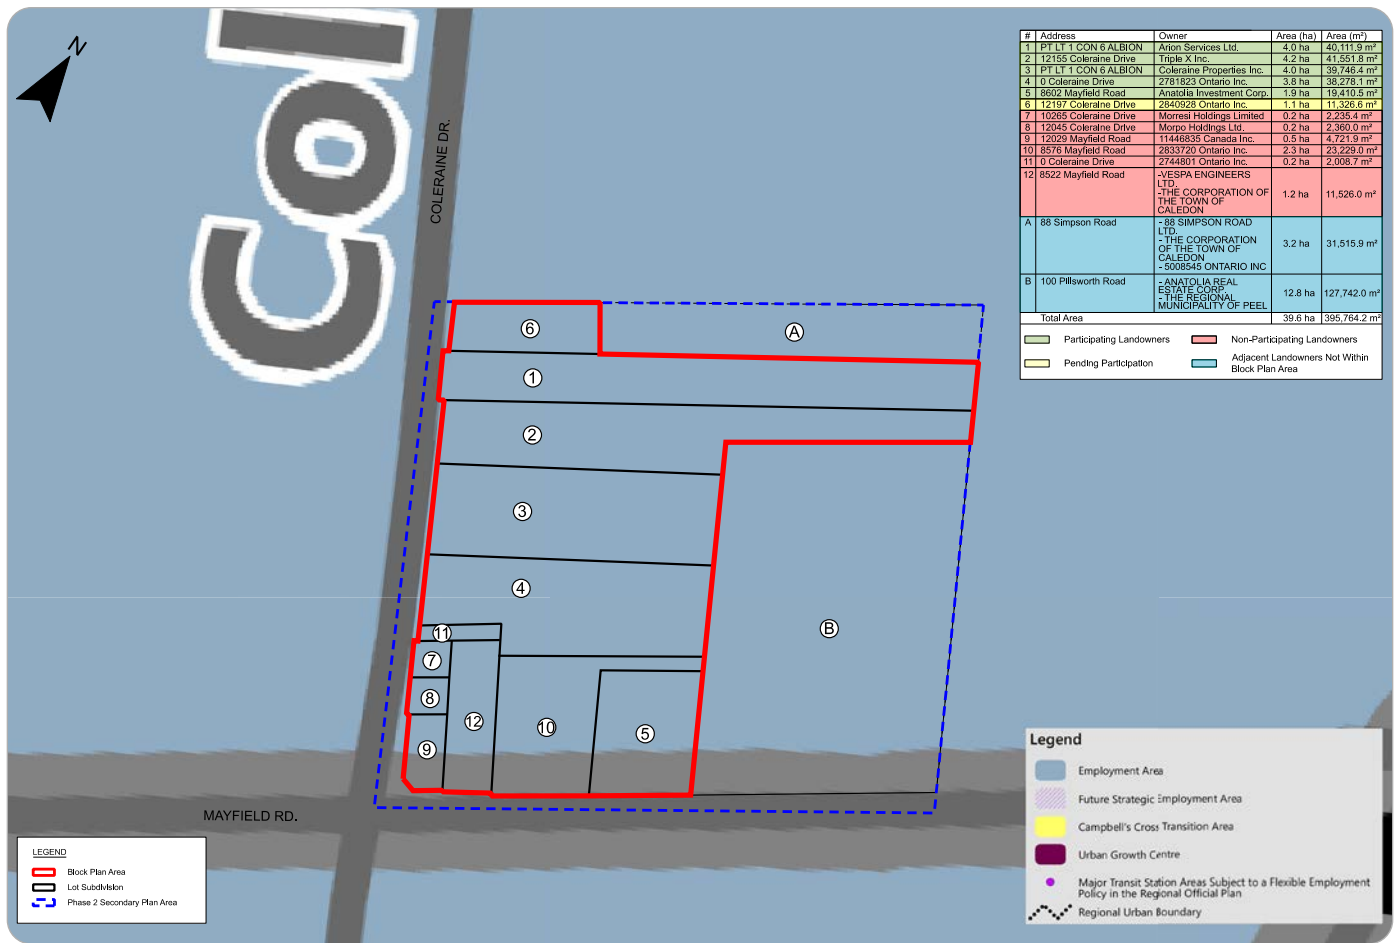 Col
N
COLERAINE DR.
MAYFIELD RD.
# Address Owner Area (ha) Area (m²)
1 PT LT 1 CON 6 ALBION Arion Services Ltd. 4.0 ha 40,111.9 m²
2 12155 Coleraine Drive Triple X Inc. 4.2 ha 41,551.8 m²
3 PT LT 1 CON 6 ALBION Coleraine Properties Inc. 4.0 ha 39,746.4 m²
4 0 Coleraine Drive 2781823 Ontario Inc. 3.8 ha 38,278.1 m²
5 8602 Mayfield Road Anatolia Investment Corp. 1.9 ha 19,410.5 m²
6 12197 Coleraine Drive 2840928 Ontario Inc. 1.1 ha 11,326.6 m²
7 10265 Coleraine Drive Morresi Holdings Limited 0.2 ha 2,235.4 m²
8 12045 Coleraine Drive Morpo Holdings Ltd. 0.2 ha 2,360.0 m²
9 12029 Mayfield Road 11446835 Canada Inc. 0.5 ha 4,721.9 m²
10 8576 Mayfield Road 2833720 Ontario Inc. 2.3 ha 23,229.0 m²
11 0 Coleraine Drive 2744801 Ontario Inc. 0.2 ha 2,008.7 m²
12 8522 Mayfield Road -VESPA ENGINEERS
LTD.
-THE CORPORATION OF
THE TOWN OF
CALEDON
1.2 ha 11,526.0 m²
A 88 Simpson Road - 88 SIMPSON ROAD
LTD.
- THE CORPORATION
OF THE TOWN OF
CALEDON
- 5008545 ONTARIO INC
3.2 ha 31,515.9 m²
B 100 Pillsworth Road - ANATOLIA REAL
ESTATE CORP.
- THE REGIONAL
MUNICIPALITY OF PEEL
12.8 ha 127,742.0 m²
Total Area 39.6 ha 395,764.2 m²
Participating Landowners
Non-Participating Landowners
Pending Participation
Adjacent Landowners Not Within
Block Plan Area
6
A
1
2
3
4
B
11
7
8
12
10
5
9
LEGEND
Block Plan Area
Lot Subdivision
Phase 2 Secondary Plan Area
Legend
Employment Area
Future Strategic Employment Area
Campbell's Cross Transition Area
Urban Growth Centre
Major Transit Station Areas Subject to a Flexible Employment
Policy in the Regional Official Plan
Regional Urban Boundary